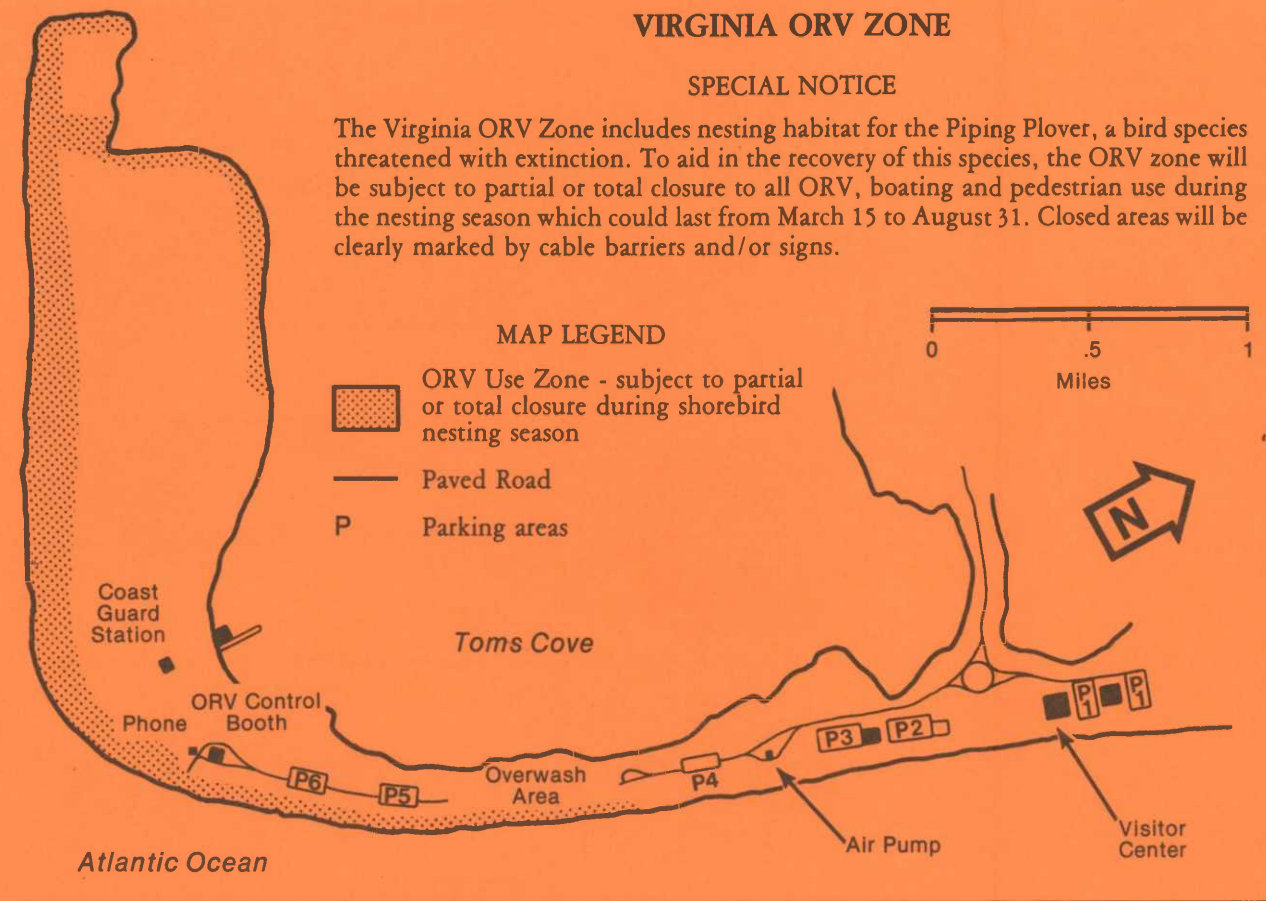 VIRGINIA ORV ZONE
SPECIAL NOTICE
The Virginia ORV Zone includes nesting habitat for the Piping Plover, a bird species
threatened with extinction. To aid in the recovery of this species, the ORV zone will
be subject to partial or total closure to all ORV, boating and pedestrian use during
the nesting season which could last from March 15 to August 31. Closed areas will be
clearly marked by cable barriers and/or signs.
0
.5
1
Miles
MAP LEGEND
ORV Use Zone - subject to partial
or total closure during shorebird
nesting season
Paved Road
P
Parking areas
N
Coast
Guard
Station
Toms Cove
ORV Control
Booth
Phone
P6
P5
Overwash
Area
P4
P3
P2
P1
P1
Air Pump
Visitor
Center
Atlantic Ocean